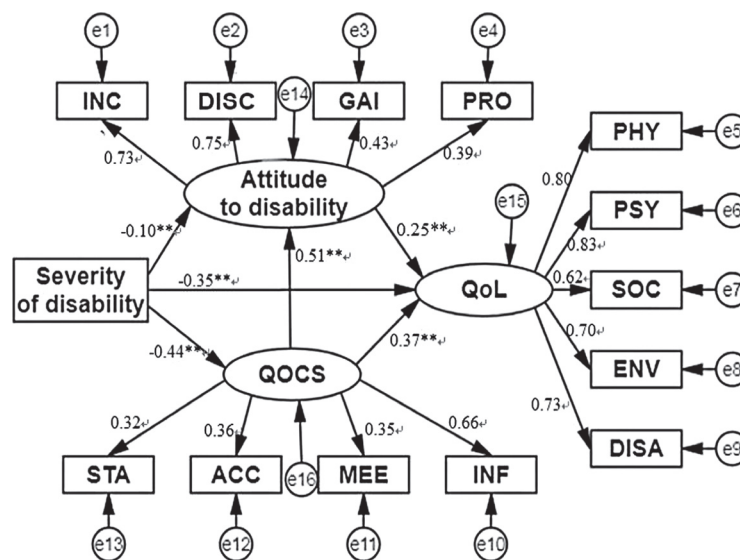 e1
e2
e3
e4
INC
DISC
e14
GAI
PRO
0.73
0.75
0.43
0.39
Attitude
to disability
PHY
e5
0.80
e15
PSY
e6
0.83
-0.10**
0.51**
0.25**
Severity
of disability
-0.35**
QoL
0.62
SOC
e7
-0.44**
0.37**
0.70
ENV
e8
QOCS
0.73
DISA
e9
0.32
0.36
0.35
0.66
STA
ACC
e16
MEE
INF
e13
e12
e11
e10